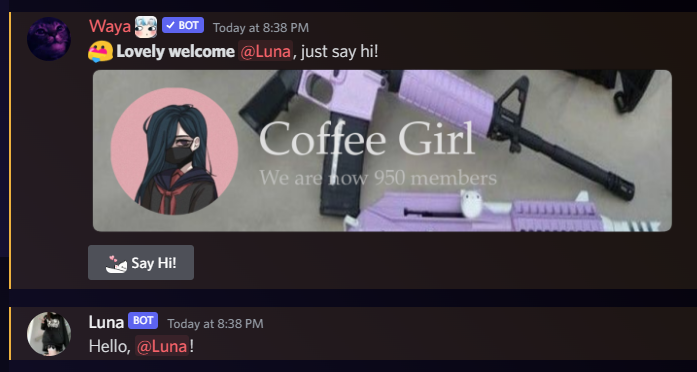 Waya ✓ BOT Today at 8:38 PM
Lovely welcome @Luna, just say hi!
Coffee Girl
We are now 950 members
Say Hi!
Luna BOT Today at 8:38 PM
Hello, @Luna!